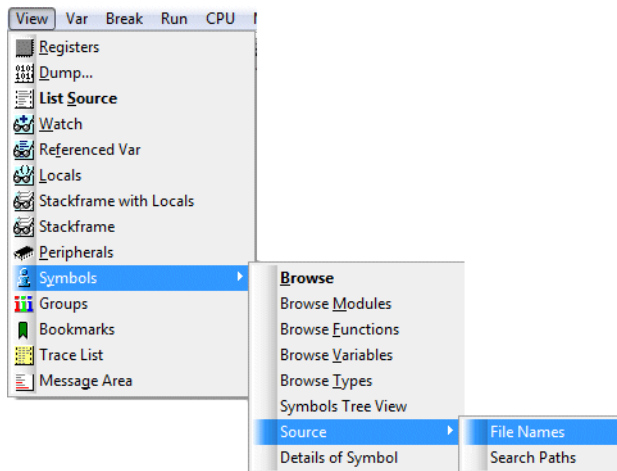 View Var Break Run CPU
Registers
Dump...
List Source
Watch
Referenced Var
Locals
Stackframe with Locals
Stackframe
Peripherals
Symbols
Groups
Bookmarks
Trace List
Message Area
Browse
Browse Modules
Browse Functions
Browse Variables
Browse Types
Symbols Tree View
Source
Details of Symbol
File Names
Search Paths